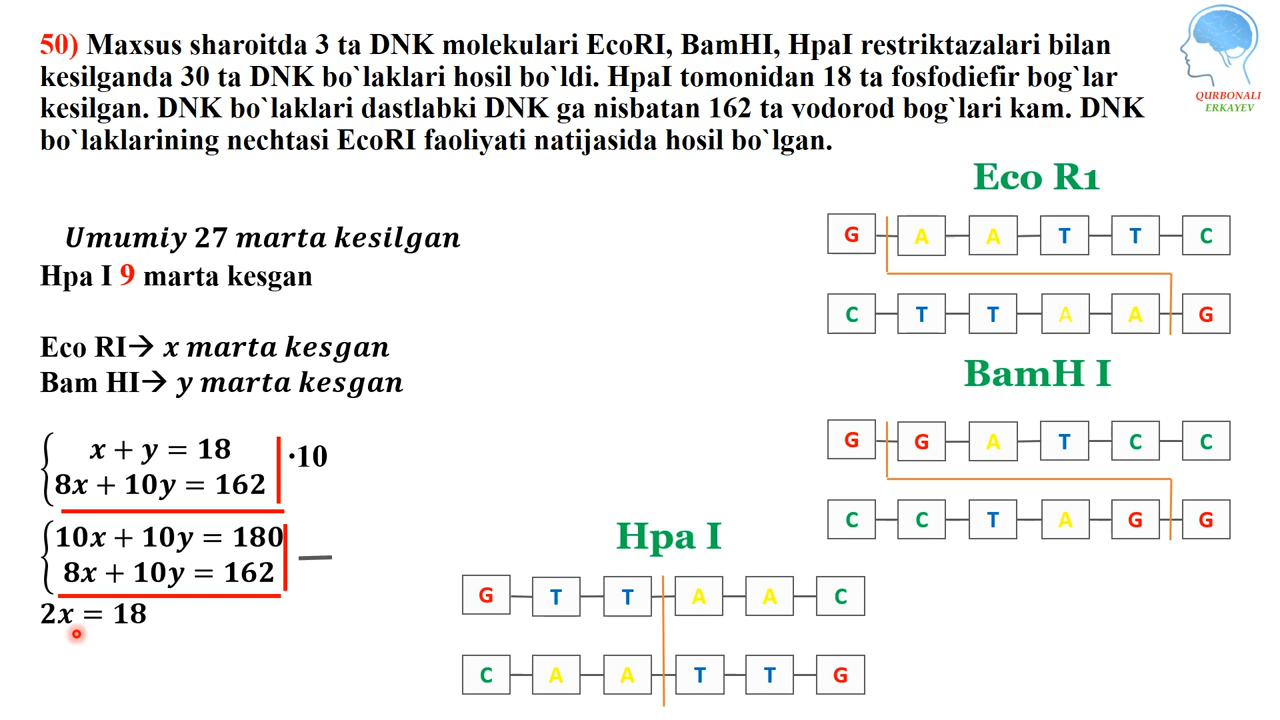 50) Maxsus sharoitda 3 ta DNK molekulari EcoRI, BamHI, HpaI restriktazalari bilan
kesilganda 30 ta DNK bo`laklari hosil bo`ldi. HpaI tomonidan 18 ta fosfodiefir bog`lar
kesilgan. DNK bo`laklari dastlabki DNK ga nisbatan 162 ta vodorod bog`lari kam. DNK
bo`laklarining nechtasi EcoRI faoliyati natijasida hosil bo`lgan.
QURBONALI
ERKAYEV
Umumiy 27 marta kesilgan
Hpa I 9 marta kesgan
Eco RI→ x marta kesgan
Bam HI→ y marta kesgan
x + y = 18
8x + 10y = 162
·10
10x + 10y = 180
8x + 10y = 162
—
2x = 18
Eco R1
G A A T T C
C T T A A G
BamH I
G G A T C C
C C T A G G
Hpa I
G T T A A C
C A A T T G